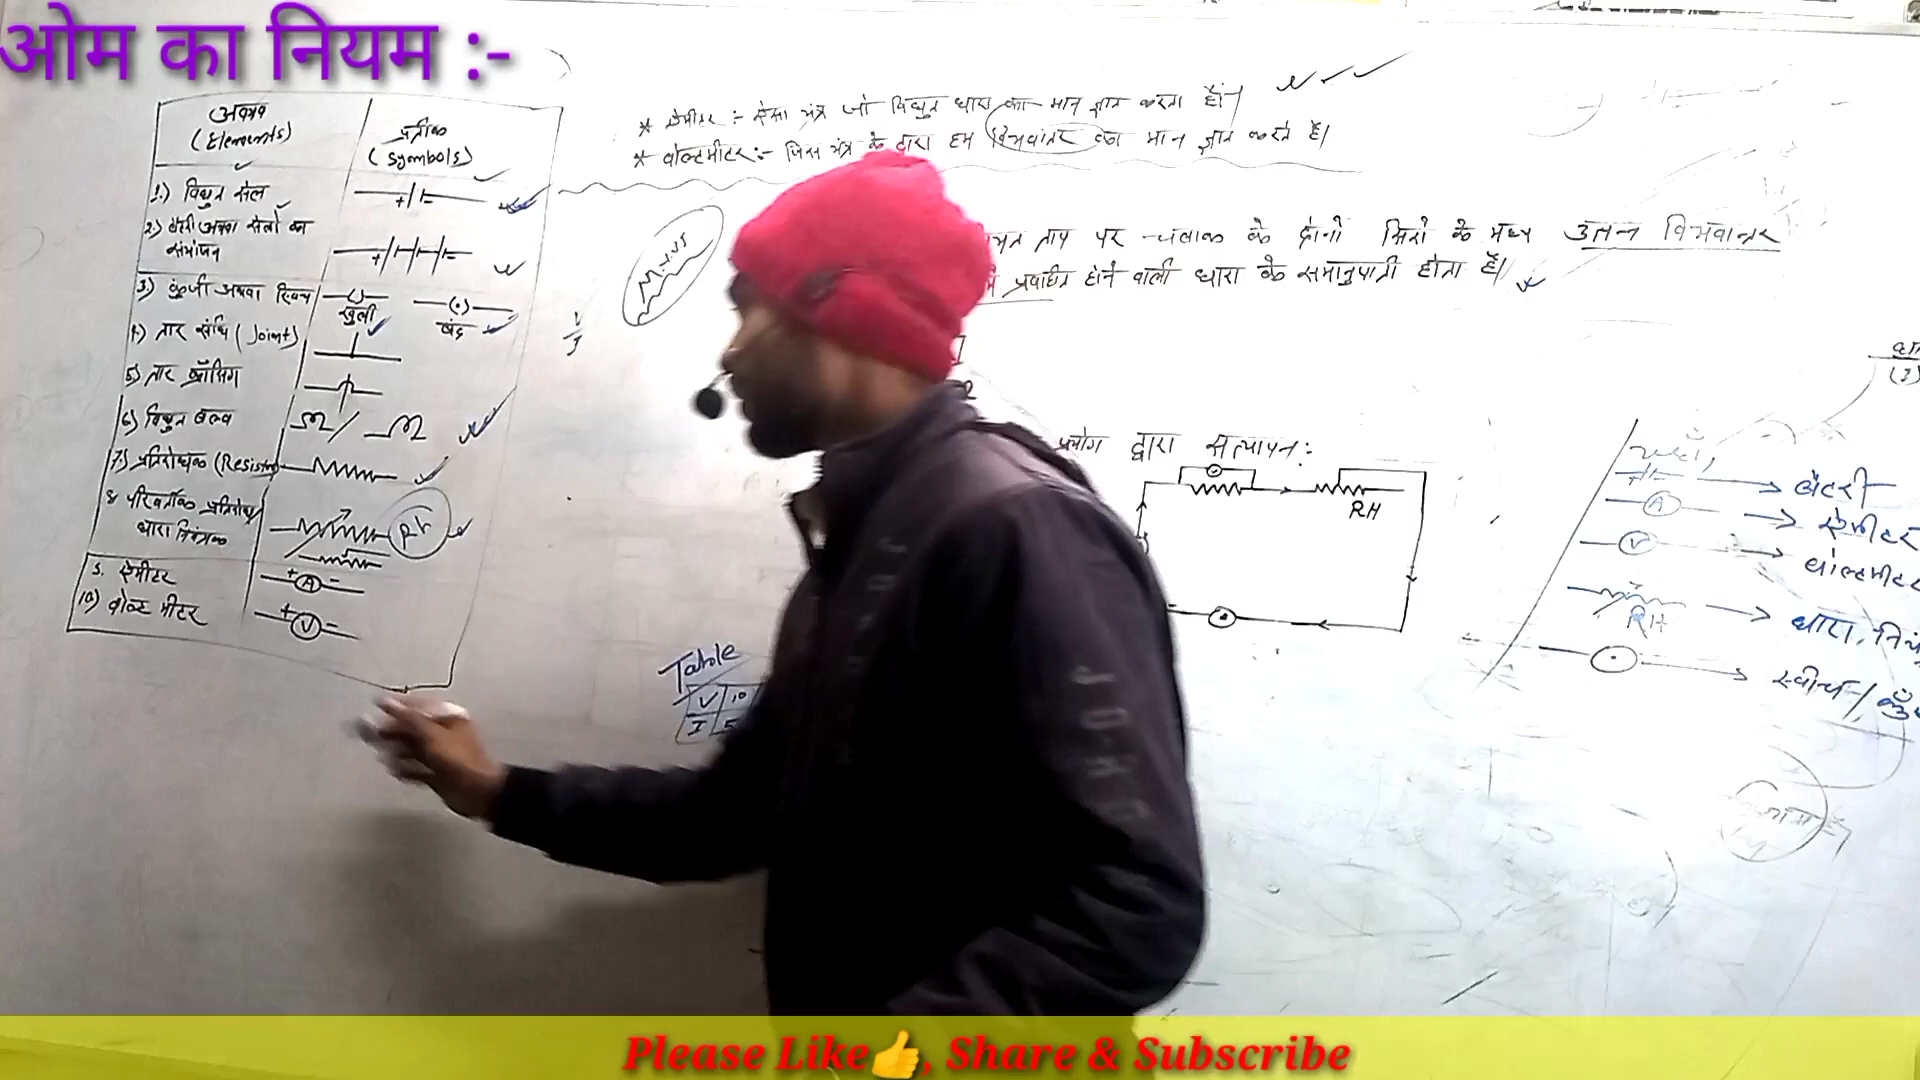 ओम का नियम :-
अवयव
(Elements)
प्रतीक
(Symbols)
1.) विधुत सेल
2.) बैटरी अथवा सेलों का
संयोजन
3.) कुंजी अथवा स्विच
खुली
बंद
4) तार संधि (Joint)
5) तार क्रॉसिंग
6) विधुत बल्ब
7.) प्रतिरोधक (Resistor
8 परिवर्तीक प्रतिरोध/
धारा नियंत्रक
Rh
9. ऐमीटर
+ A -
10) वोल्ट मीटर
+ V -
* ऐमीटर :- ऐसा यंत्र जो विधुत धारा का मान ज्ञात करता है।
* वोल्टमीटर:- जिस यंत्र के द्वारा हम विभवांतर का मान ज्ञात करते है।
ताप पर चालक के दोनो सिरो के मध्य उत्पन्न विभवान्तर
प्रवाहित होने वाली धारा के समानुपाती होता है।
V
I
प्रयोग द्वारा सत्यापन:
RH
Table
V 10
I 5
बैटरी
A ऐमीटर
V वोल्टमीटर
RH
धारा
Please Like👍, Share & Subscribe